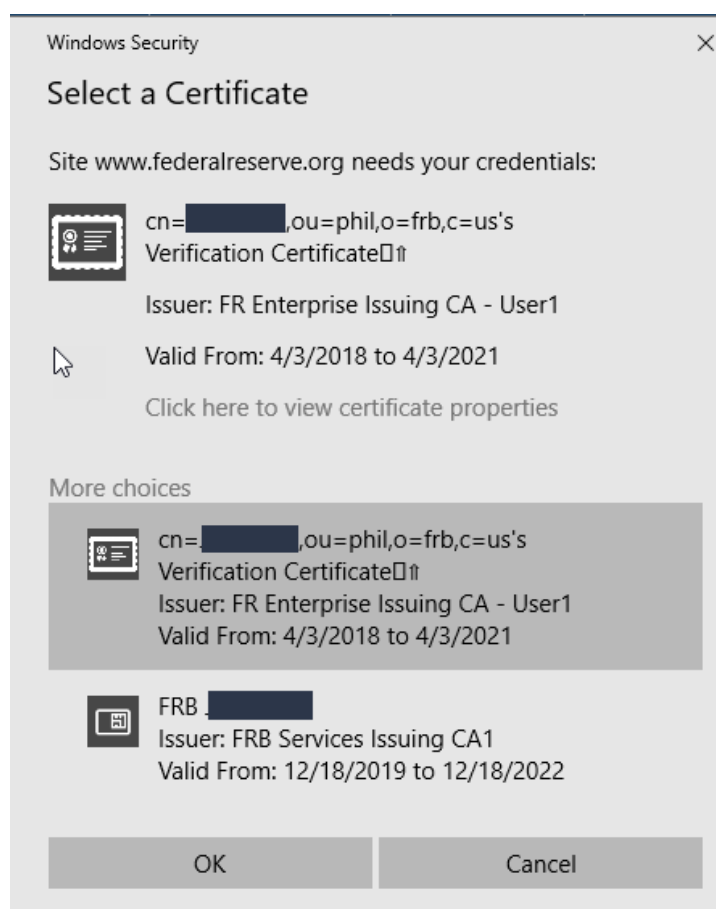 Windows Security
Select a Certificate
Site www.federalreserve.org needs your credentials:
cn= ,ou=phil,o=frb,c=us's
Verification Certificate▯⇑
Issuer: FR Enterprise Issuing CA - User1
Valid From: 4/3/2018 to 4/3/2021
Click here to view certificate properties
More choices
cn= ,ou=phil,o=frb,c=us's
Verification Certificate▯⇑
Issuer: FR Enterprise Issuing CA - User1
Valid From: 4/3/2018 to 4/3/2021
FRB
Issuer: FRB Services Issuing CA1
Valid From: 12/18/2019 to 12/18/2022
OK
Cancel